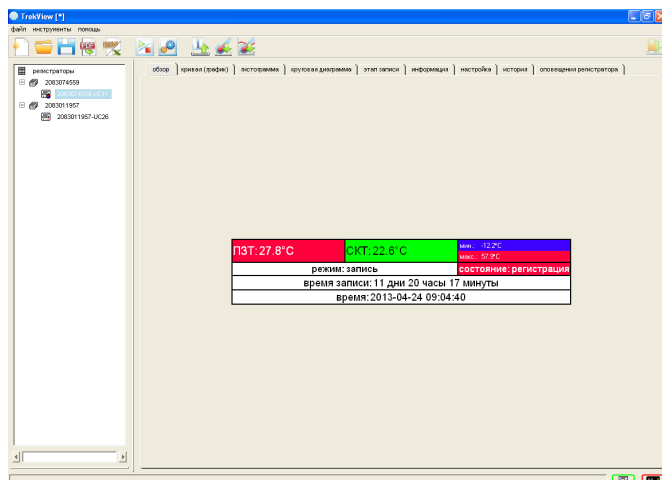 TrekView [*]
файл инструменты помощь
обзор кривая (график) гистограмма круговая диаграмма этап записи информация настройка история оповещения регистратора
регистраторы
2083074559
2083074559-UC11
2083011957
2083011957-UC26
ПЗТ: 27.8°C СКТ: 22.6°C мин.: -12.2°C
макс.: 57.9°C
режим: запись состояние: регистрация
время записи: 11 дни 20 часы 17 минуты
время: 2013-04-24 09:04:40